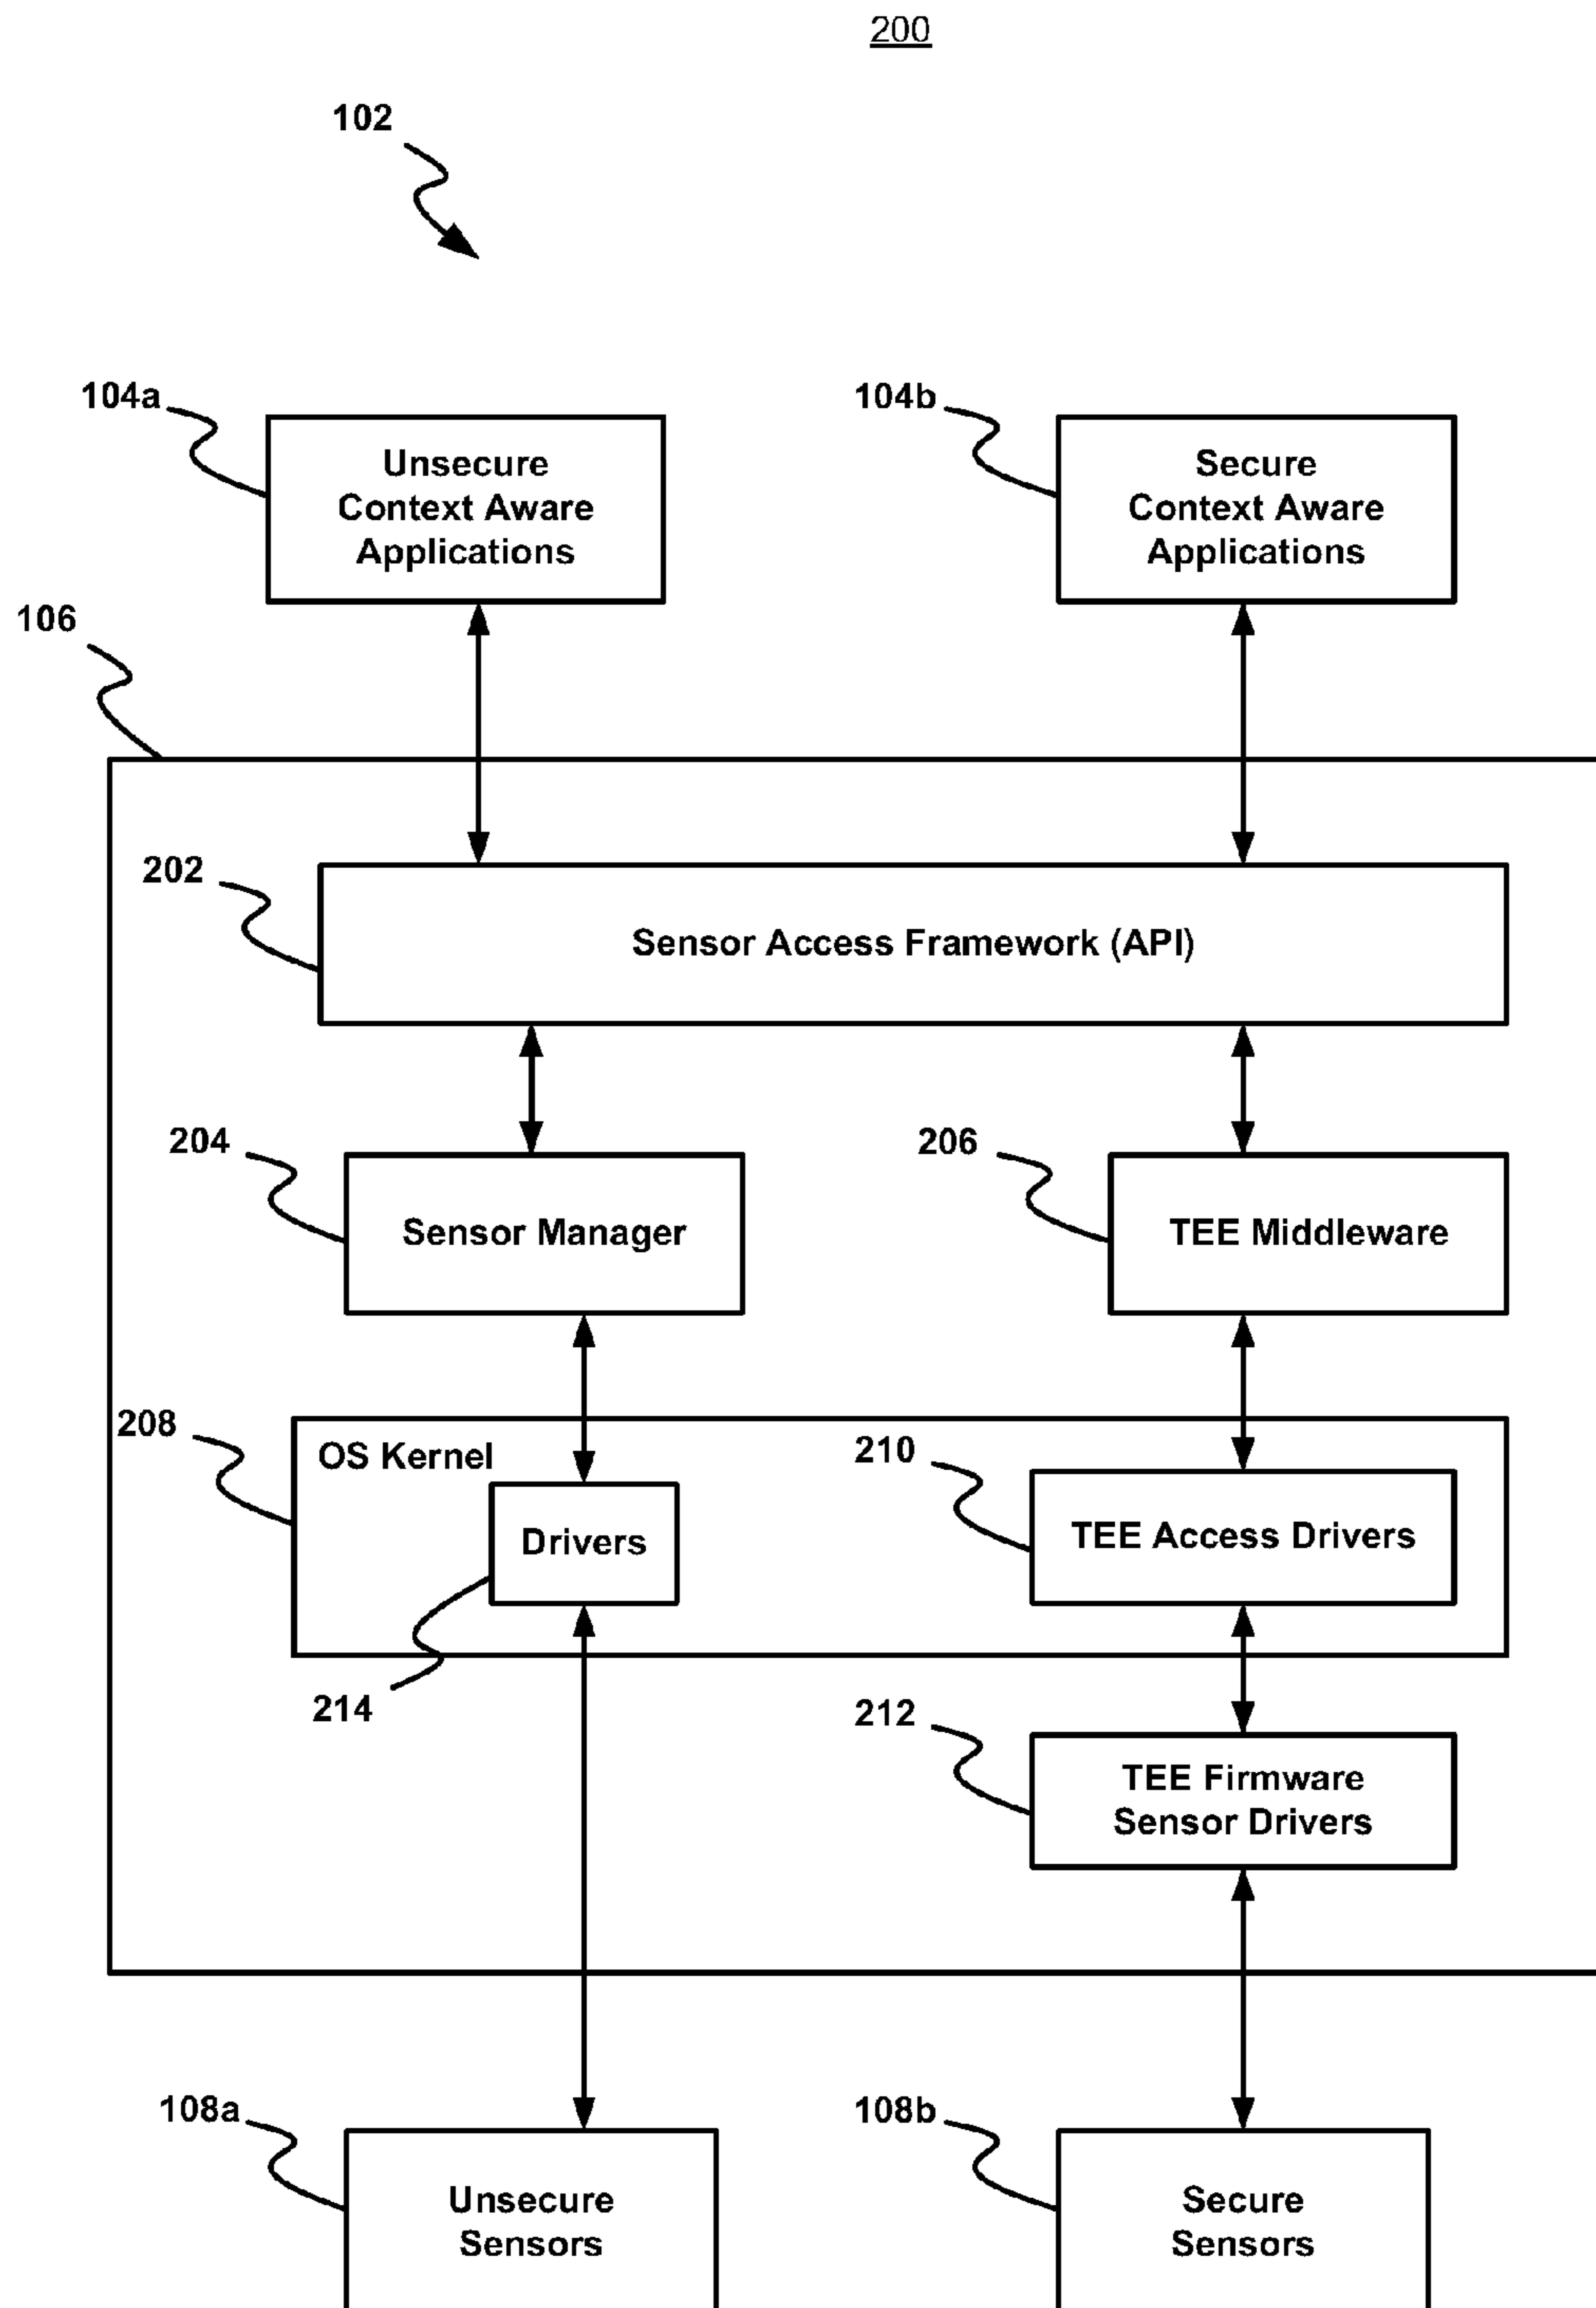 200
102
104a
Unsecure
Context Aware
Applications
104b
Secure
Context Aware
Applications
106
202
Sensor Access Framework (API)
204
Sensor Manager
206
TEE Middleware
208
OS Kernel
Drivers
210
TEE Access Drivers
214
212
TEE Firmware
Sensor Drivers
108a
Unsecure
Sensors
108b
Secure
Sensors